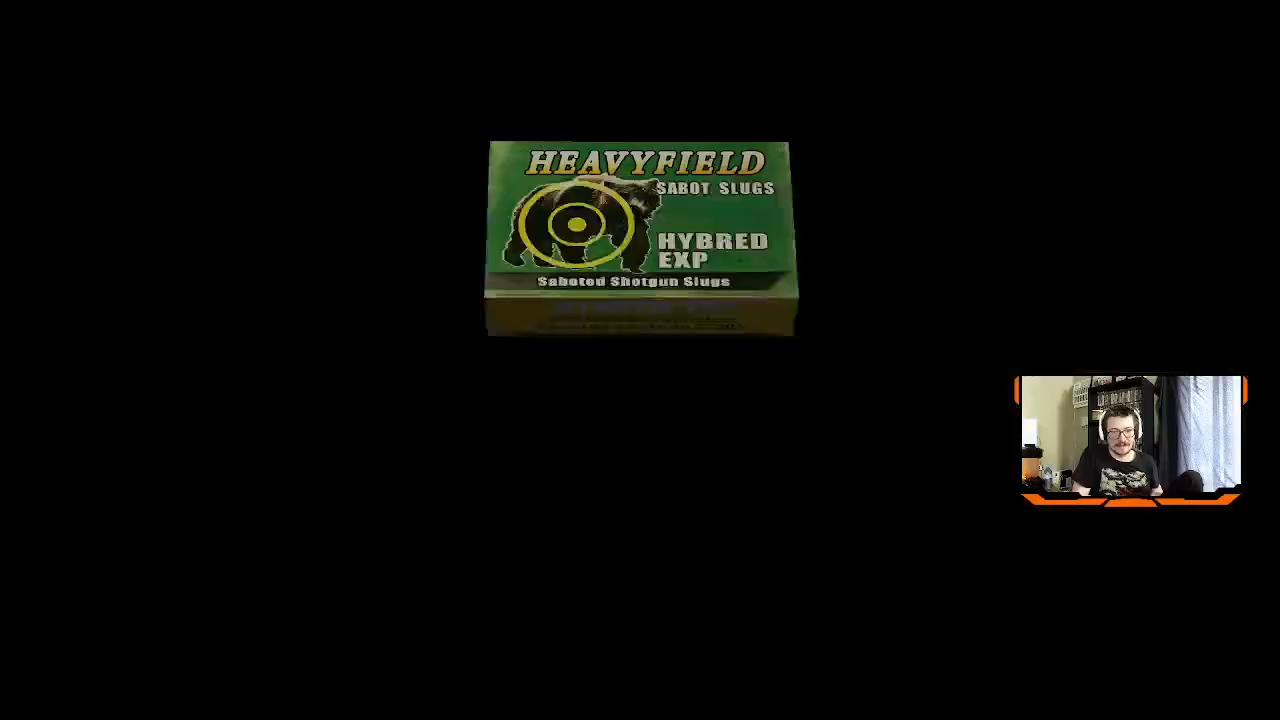 HEAVYFIELD
SABOT SLUGS
HYBRED
EXP
Saboted Shotgun Slugs